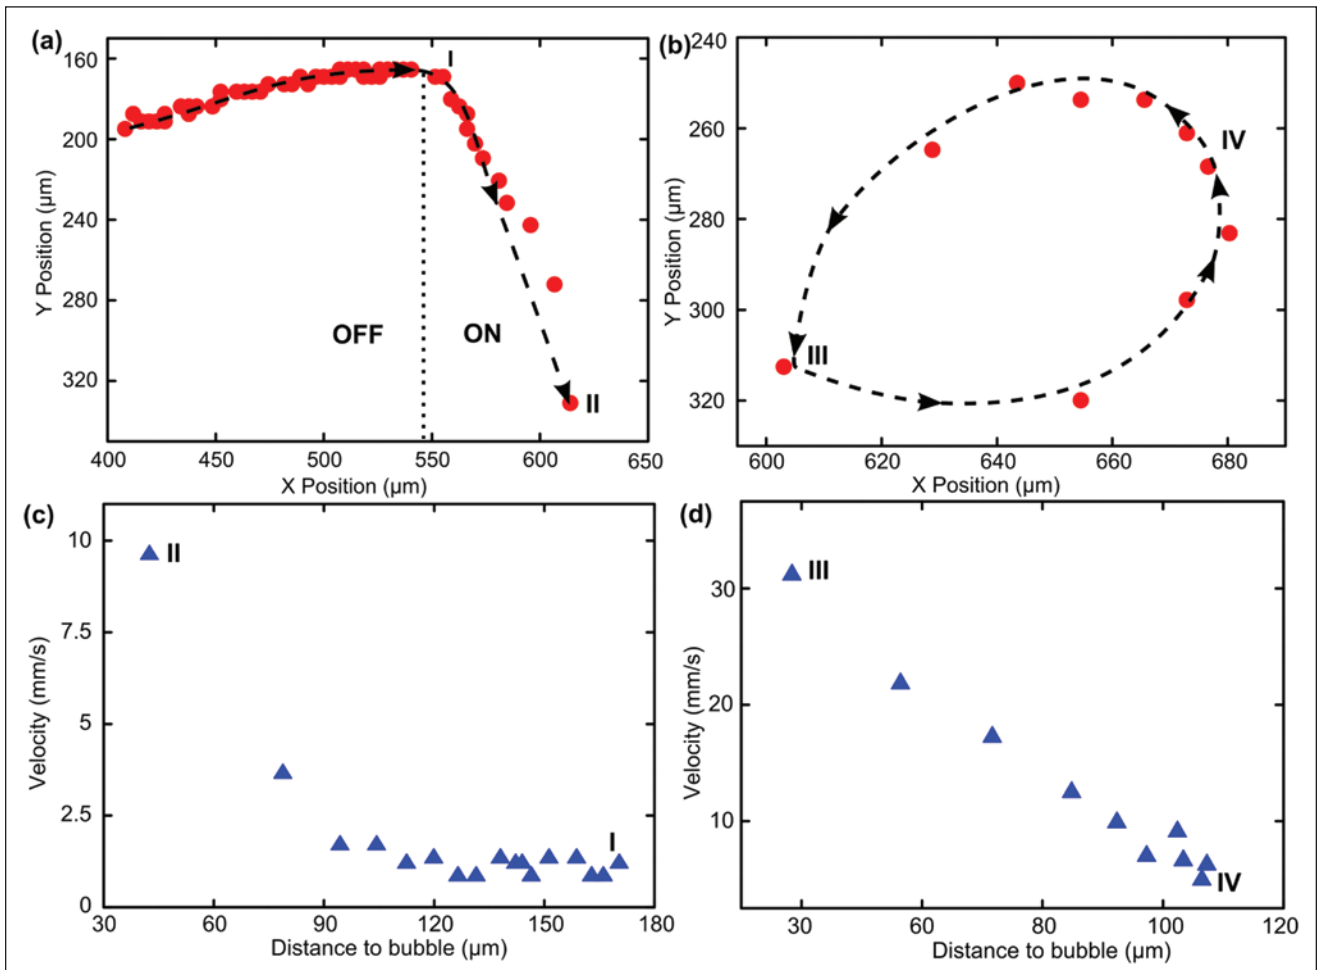 (a)
160
200
240
280
320
Y Position (µm)
I
OFF
ON
II
400
450
500
550
600
650
X Position (µm)
(b)
240
260
280
300
320
Y Position (µm)
IV
III
600
620
640
660
680
X Position (µm)
(c)
10
7.5
5
2.5
0
Velocity (mm/s)
II
I
30
60
90
120
150
180
Distance to bubble (µm)
(d)
30
20
10
Velocity (mm/s)
III
IV
30
60
80
100
120
Distance to bubble (µm)